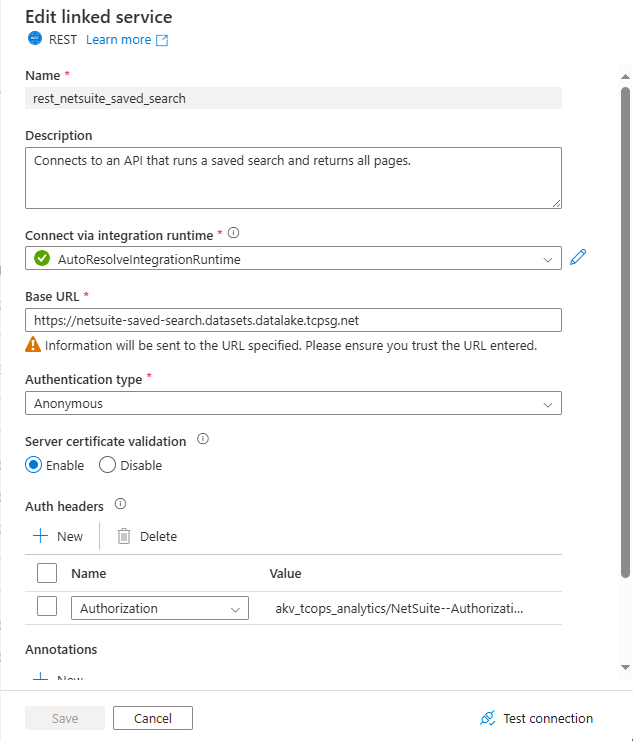 Edit linked service
REST Learn more
Name *
rest_netsuite_saved_search
Description
Connects to an API that runs a saved search and returns all pages.
Connect via integration runtime *
AutoResolveIntegrationRuntime
Base URL *
https://netsuite-saved-search.datasets.datalake.tcpsg.net
Information will be sent to the URL specified. Please ensure you trust the URL entered.
Authentication type *
Anonymous
Server certificate validation
Enable Disable
Auth headers
New Delete
Name Value
Authorization akv_tcops_analytics/NetSuite--Authorizati...
Annotations
New
Save Cancel Test connection